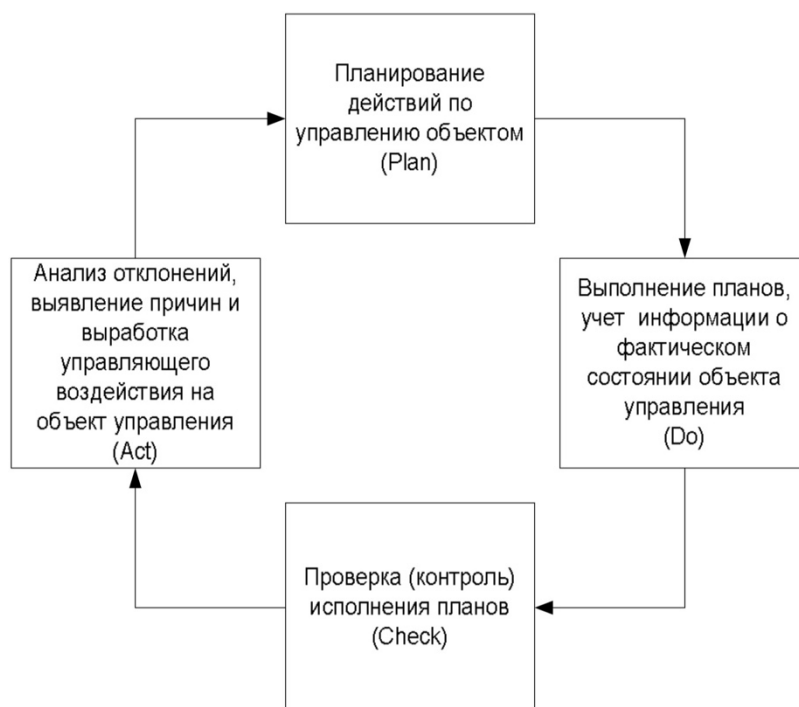 Планирование
действий по
управлению объектом
(Plan)
Анализ отклонений,
выявление причин и
выработка
управляющего
воздействия на
объект управления
(Act)
Выполнение планов,
учет информации о
фактическом
состоянии объекта
управления
(Do)
Проверка (контроль)
исполнения планов
(Check)